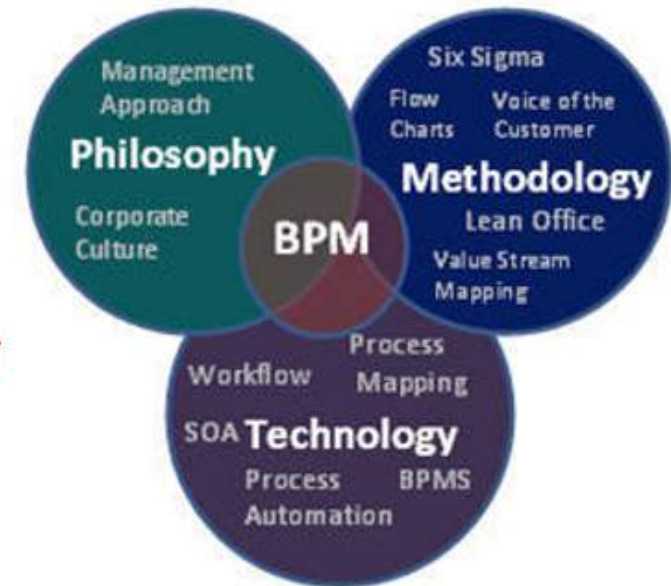 Management
Approach
Philosophy
Corporate
Culture
Six Sigma
Flow
Charts
Voice of the
Customer
Methodology
Lean Office
Value Stream
Mapping
BPM
Process
Mapping
Workflow
SOA
Technology
Process
Automation
BPMS